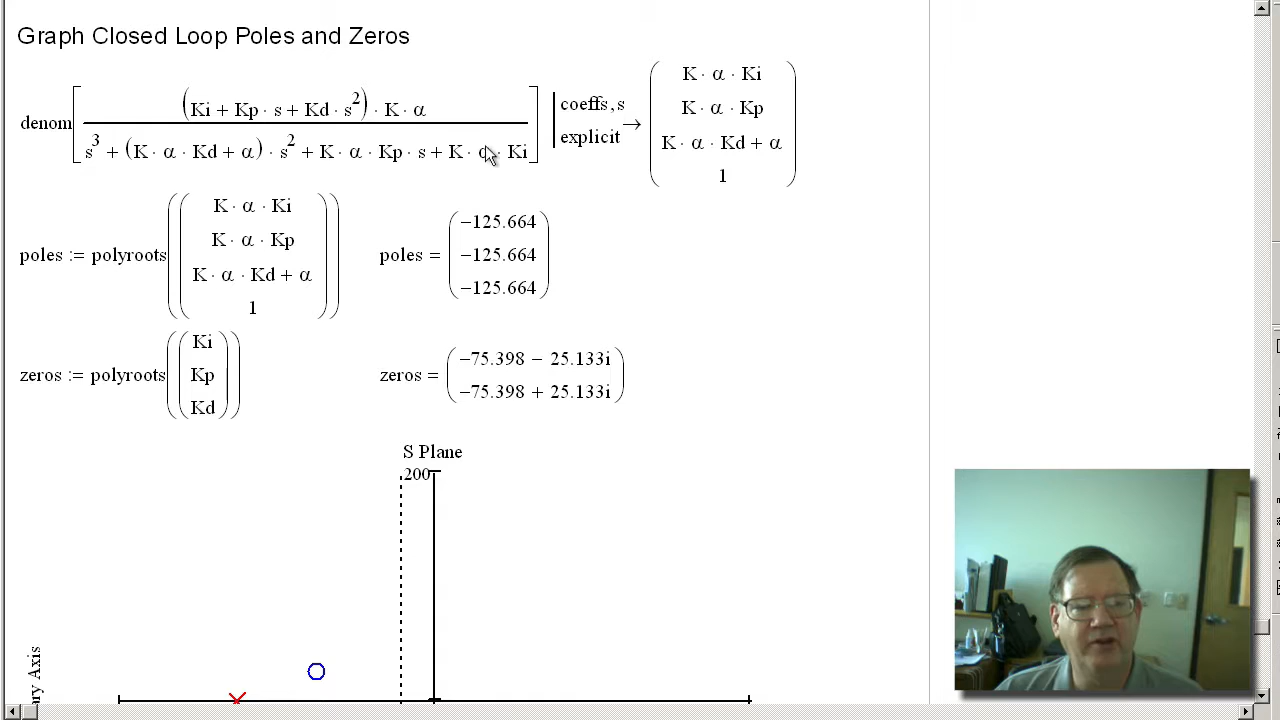 Graph Closed Loop Poles and Zeros
denom[ (Ki + Kp · s + Kd · s²) · K · α / s³ + (K · α · Kd + α) · s² + K · α · Kp · s + K · α · Ki ] | coeffs, s explicit → ( K · α · Ki
K · α · Kp
K · α · Kd + α
1 )
poles := polyroots(( K · α · Ki
K · α · Kp
K · α · Kd + α
1 ))
poles = ( −125.664
−125.664
−125.664 )
zeros := polyroots(( Ki
Kp
Kd ))
zeros = ( −75.398 − 25.133i
−75.398 + 25.133i )
S Plane
200
Axis